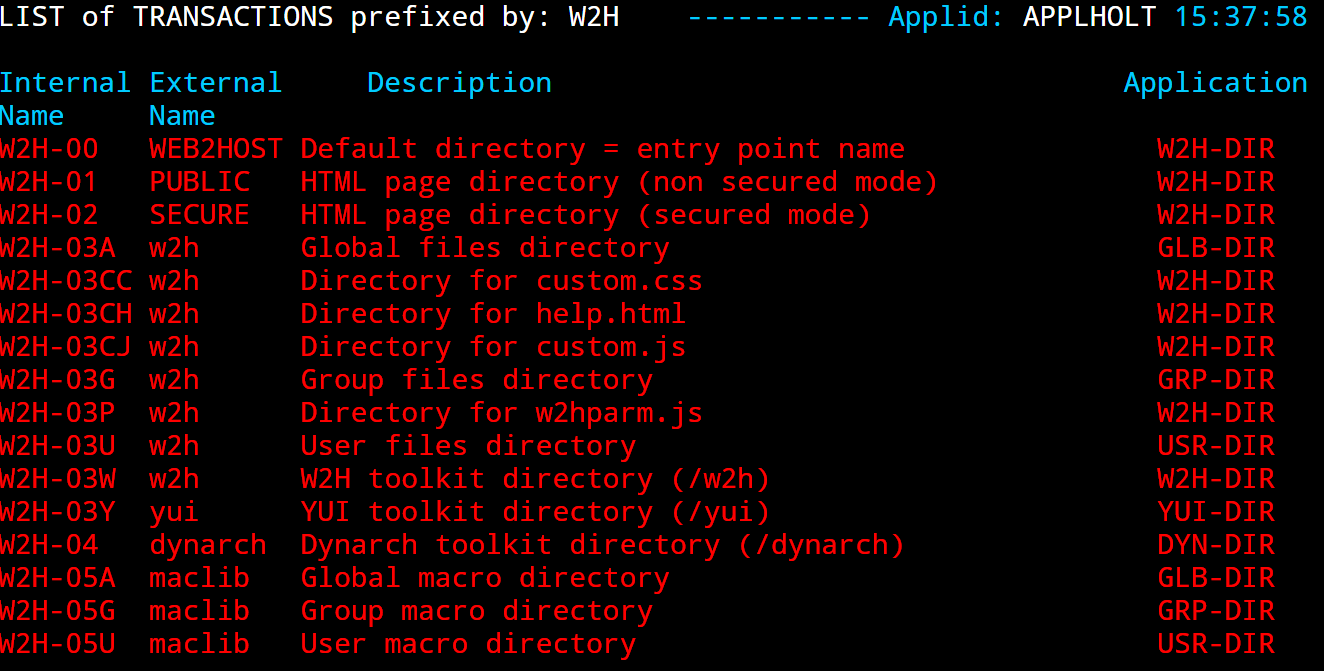 LIST of TRANSACTIONS prefixed by: W2H ----------- Applid: APPLHOLT 15:37:58
Internal External Description Application
Name Name
W2H-00 WEB2HOST Default directory = entry point name W2H-DIR
W2H-01 PUBLIC HTML page directory (non secured mode) W2H-DIR
W2H-02 SECURE HTML page directory (secured mode) W2H-DIR
W2H-03A w2h Global files directory GLB-DIR
W2H-03CC w2h Directory for custom.css W2H-DIR
W2H-03CH w2h Directory for help.html W2H-DIR
W2H-03CJ w2h Directory for custom.js W2H-DIR
W2H-03G w2h Group files directory GRP-DIR
W2H-03P w2h Directory for w2hparm.js W2H-DIR
W2H-03U w2h User files directory USR-DIR
W2H-03W w2h W2H toolkit directory (/w2h) W2H-DIR
W2H-03Y yui YUI toolkit directory (/yui) YUI-DIR
W2H-04 dynarch Dynarch toolkit directory (/dynarch) DYN-DIR
W2H-05A maclib Global macro directory GLB-DIR
W2H-05G maclib Group macro directory GRP-DIR
W2H-05U maclib User macro directory USR-DIR